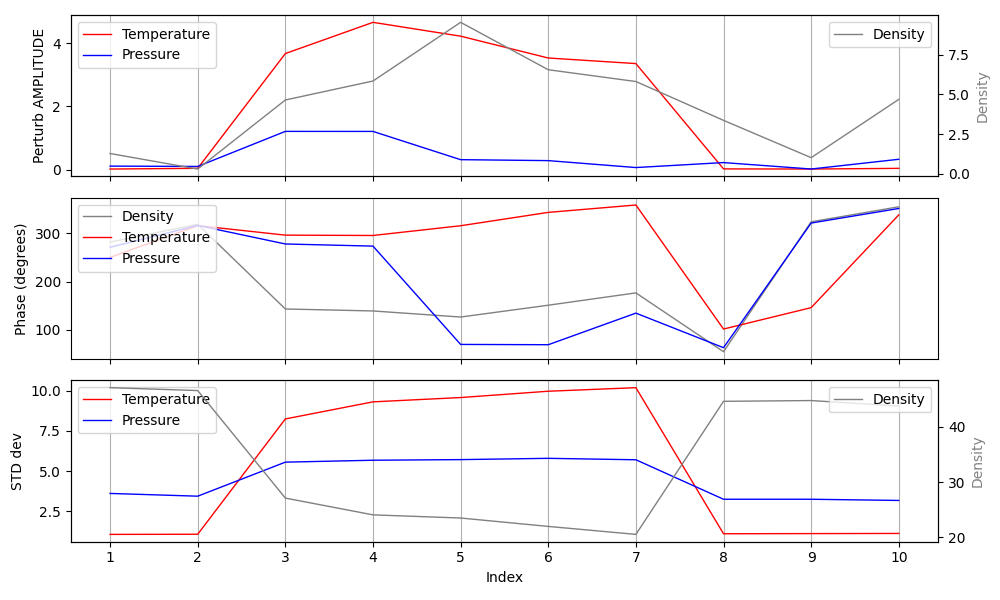 Temperature
Pressure
Density
Perturb AMPLITUDE
4
2
0
7.5
5.0
2.5
0.0
Density
Density
Temperature
Pressure
Phase (degrees)
300
200
100
Temperature
Pressure
Density
STD dev
10.0
7.5
5.0
2.5
40
30
20
Density
1 2 3 4 5 6 7 8 9 10
Index